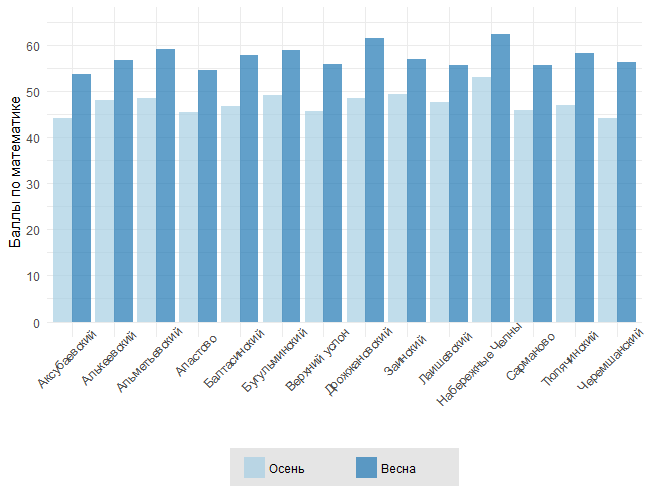 Баллы по математике
60
50
40
30
20
10
0
Аксубаевский
Алькеевский
Альметьевский
Апастово
Балтасинский
Бугульминский
Верхний услон
Дрожжановский
Заинский
Лаишевский
Набережные Челны
Сарманово
Тюлячинский
Черемшанский
Осень
Весна